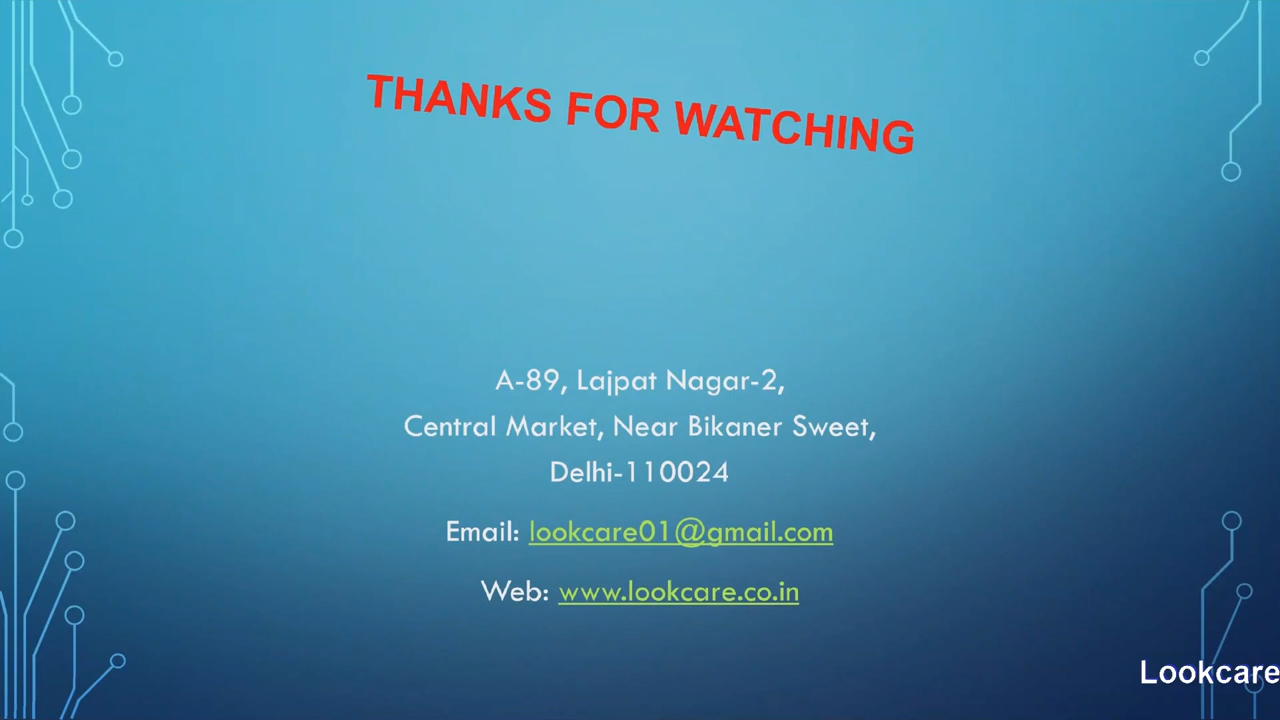 THANKS FOR WATCHING
A-89, Lajpat Nagar-2,
Central Market, Near Bikaner Sweet,
Delhi-110024
Email: lookcare01@gmail.com
Web: www.lookcare.co.in
Lookcare